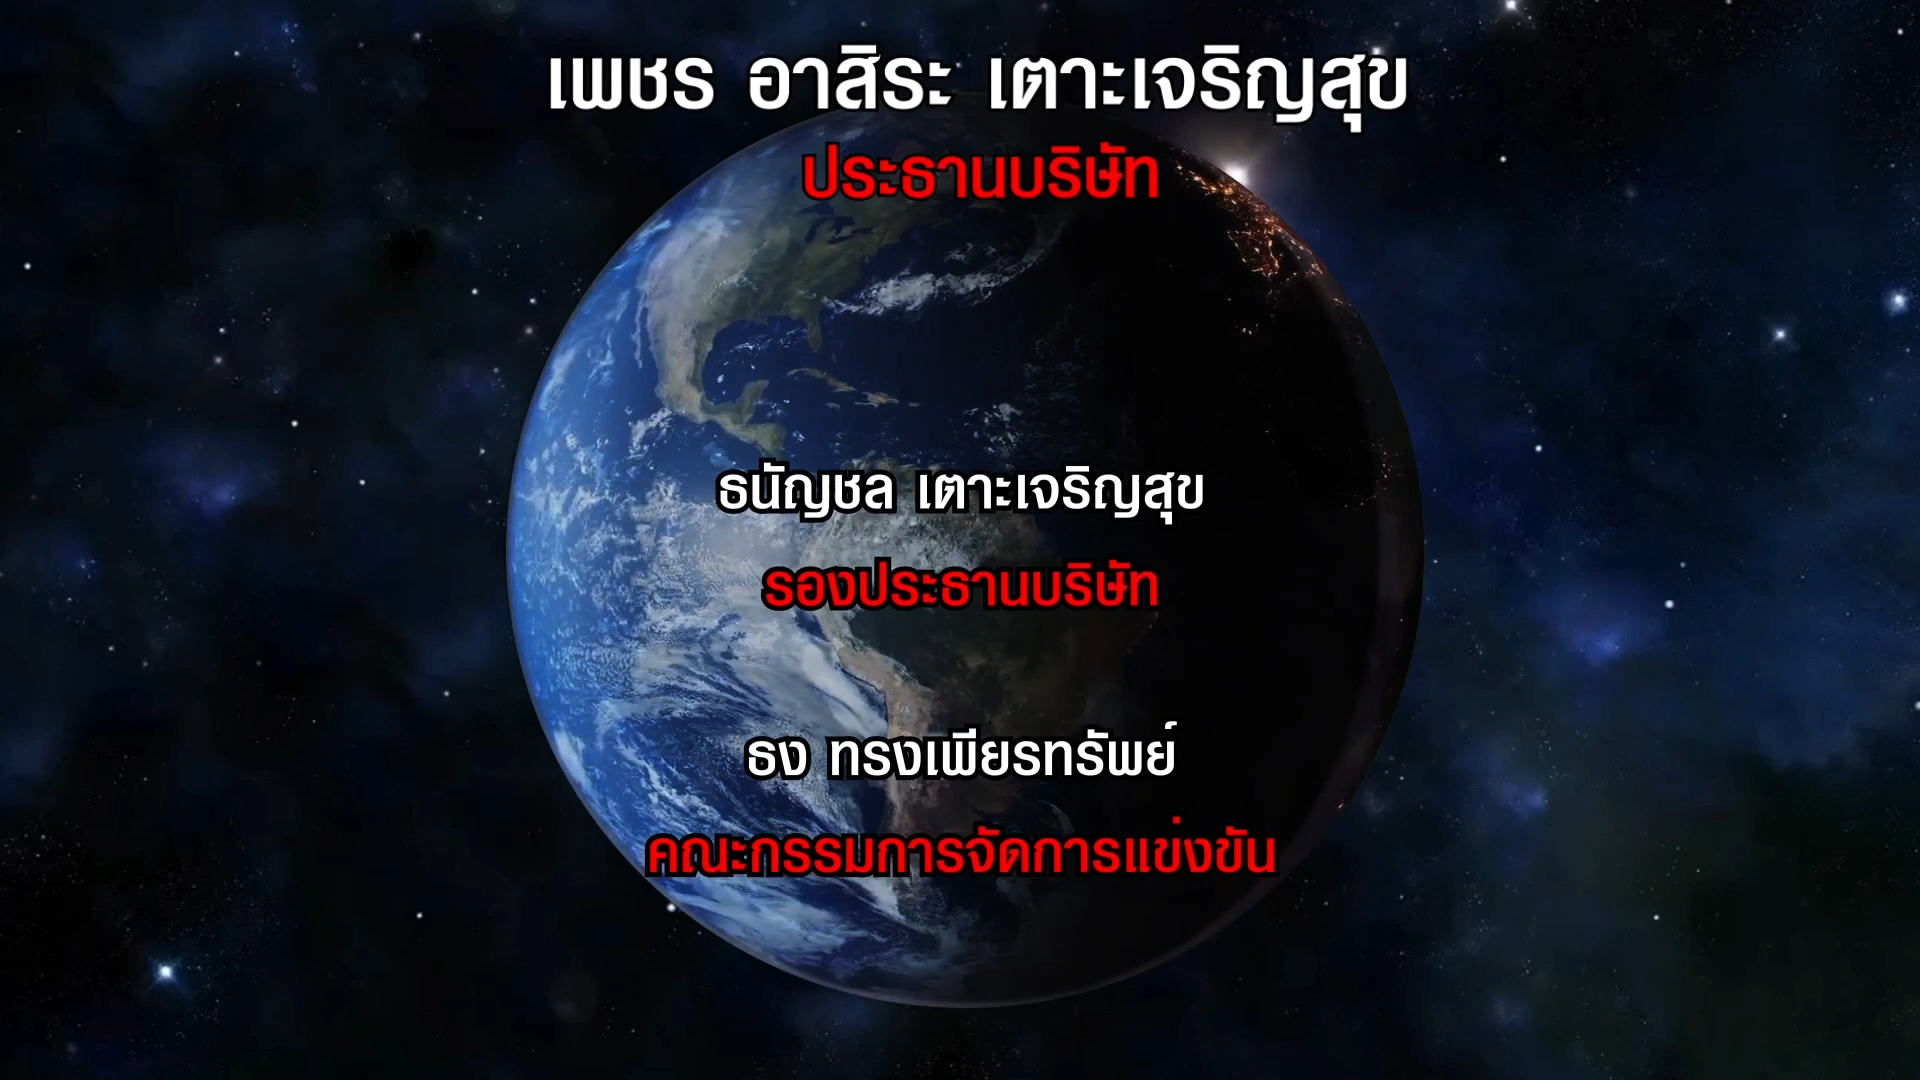 เพชร อาสิระ เตาะเจริญสุข
ประธานบริษัท
ธนัญชล เตาะเจริญสุข
รองประธานบริษัท
ธง ทรงเพียรทรัพย์
คณะกรรมการจัดการแข่งขัน